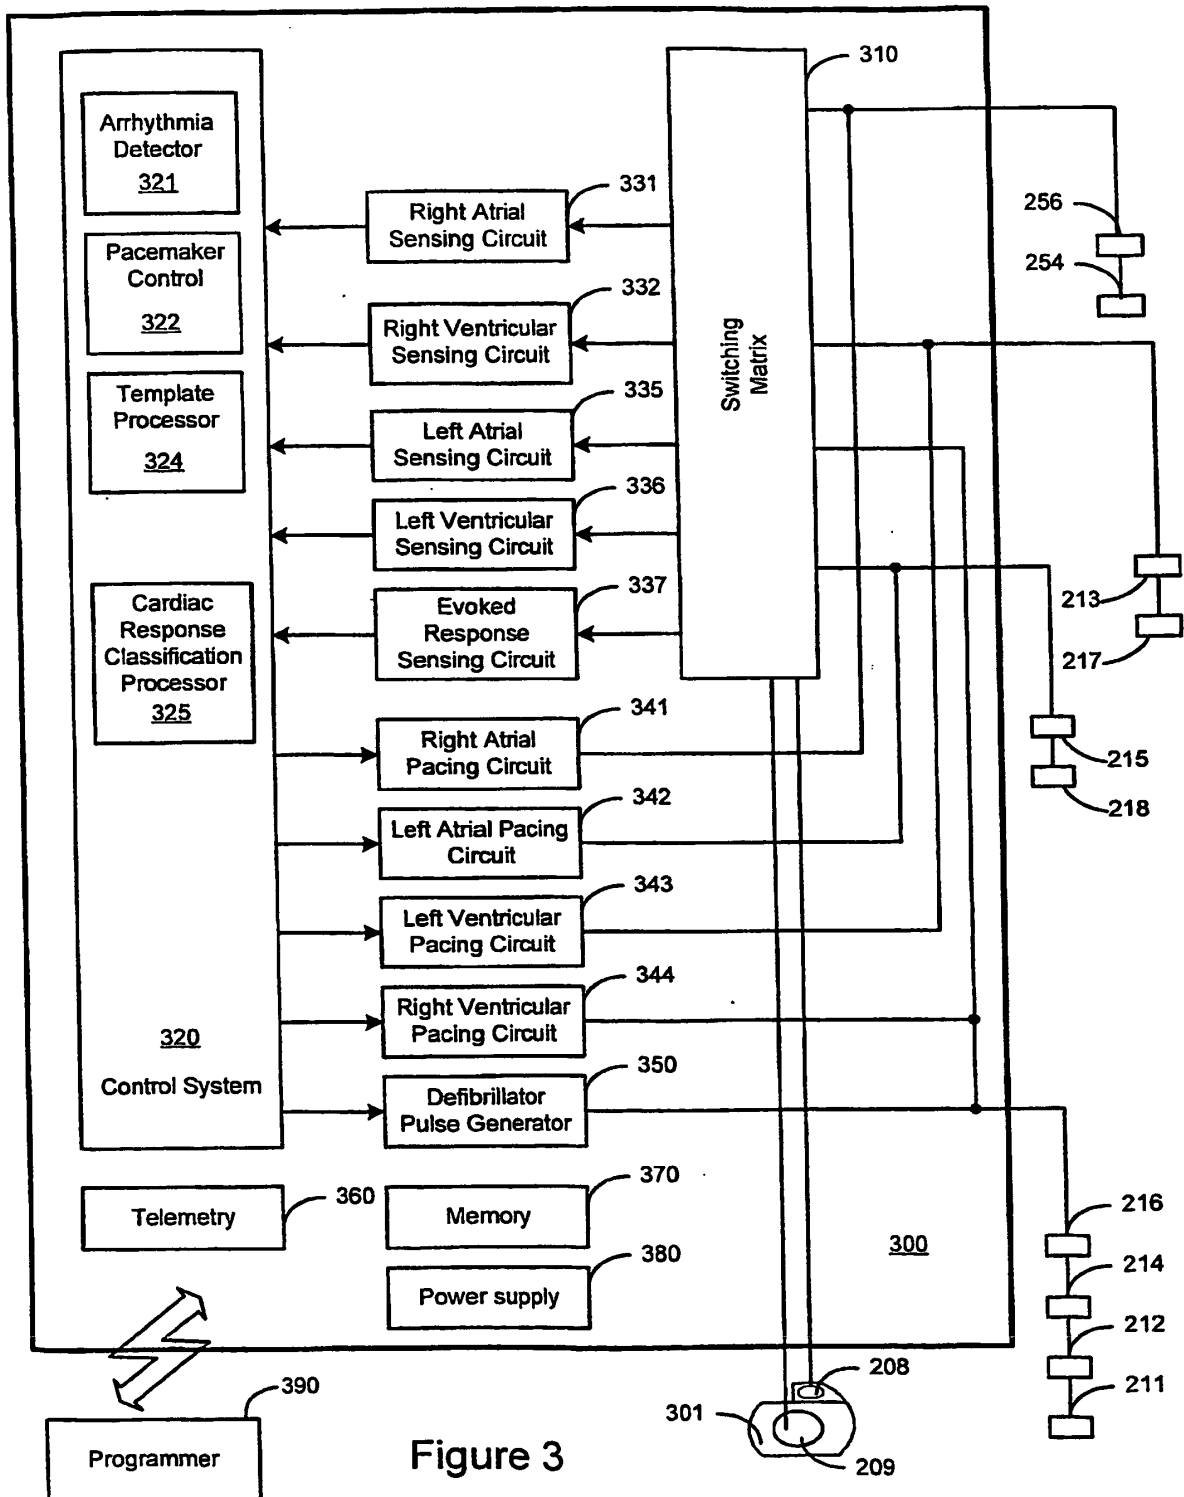 310
Arrhythmia
Detector
321
331
Right Atrial
Sensing Circuit
256
254
Pacemaker
Control
322
332
Right Ventricular
Sensing Circuit
Switching
Matrix
Template
Processor
324
335
Left Atrial
Sensing Circuit
336
Left Ventricular
Sensing Circuit
337
Evoked
Response
Sensing Circuit
213
217
Cardiac
Response
Classification
Processor
325
341
Right Atrial
Pacing Circuit
215
218
342
Left Atrial Pacing
Circuit
343
Left Ventricular
Pacing Circuit
344
Right Ventricular
Pacing Circuit
320
Control System
350
Defibrillator
Pulse Generator
360
Telemetry
370
Memory
380
Power supply
300
216
214
212
211
390
Programmer
301
208
209
Figure 3